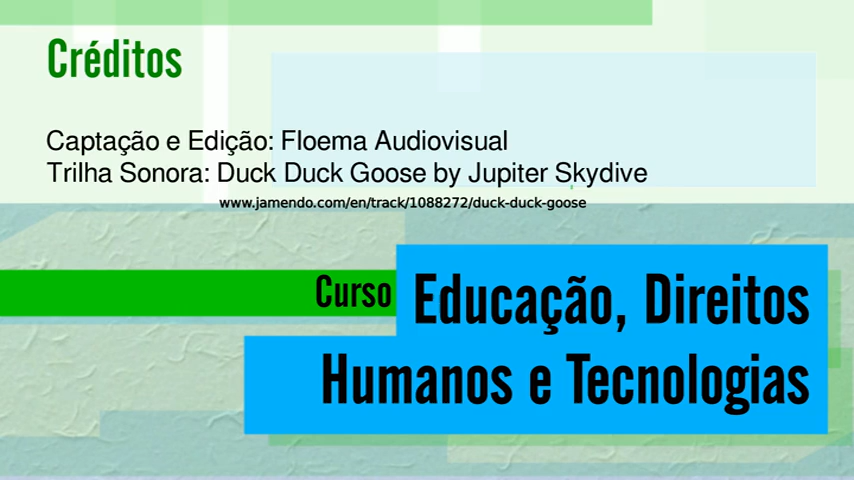 Créditos
Captação e Edição: Floema Audiovisual
Trilha Sonora: Duck Duck Goose by Jupiter Skydive
www.jamendo.com/en/track/1088272/duck-duck-goose
Curso Educação, Direitos
Humanos e Tecnologias